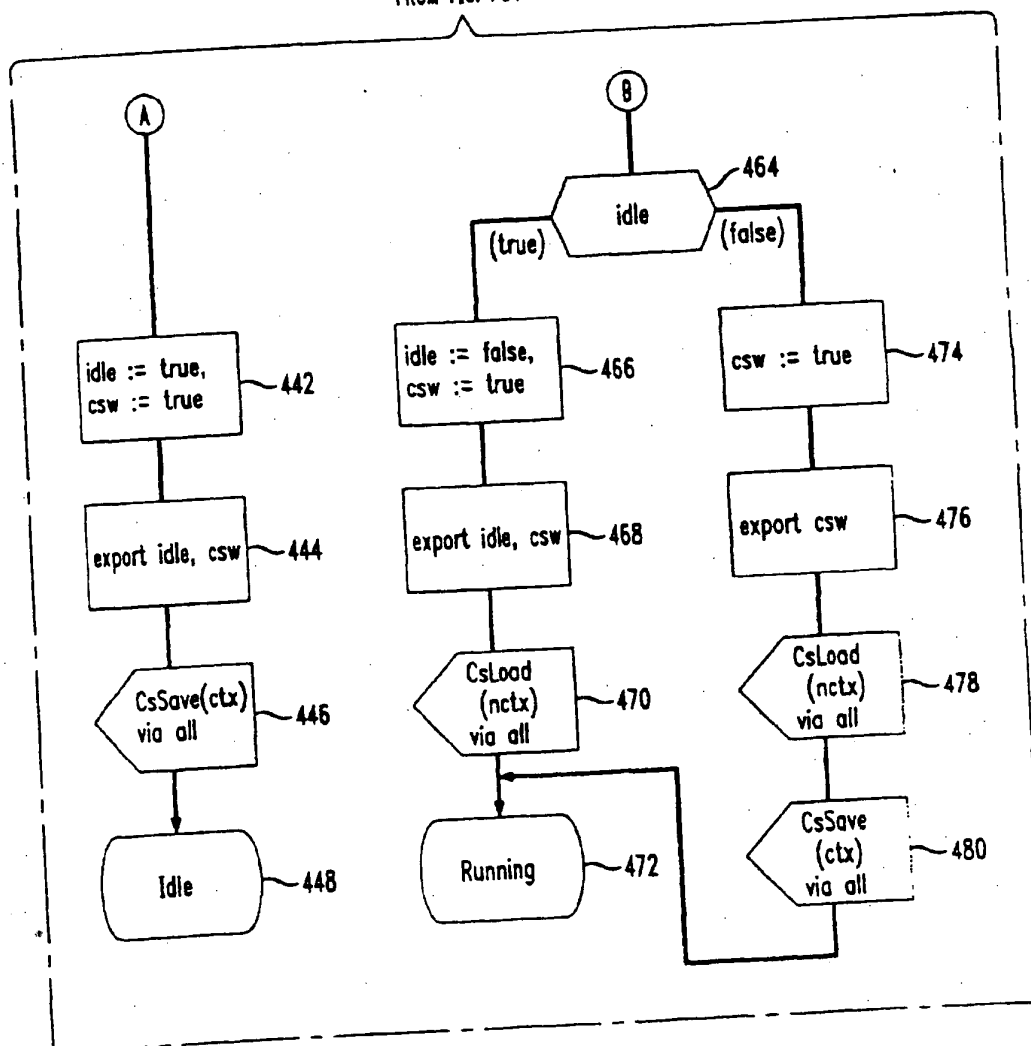 A
idle := true,
csw := true
442
export idle, csw
444
CsSave(ctx)
via all
446
Idle
448
B
idle
464
(true)
(false)
idle := false,
csw := true
466
export idle, csw
468
CsLoad
(nctx)
via all
470
Running
472
csw := true
474
export csw
476
CsLoad
(nctx)
via all
478
CsSave
(ctx)
via all
480